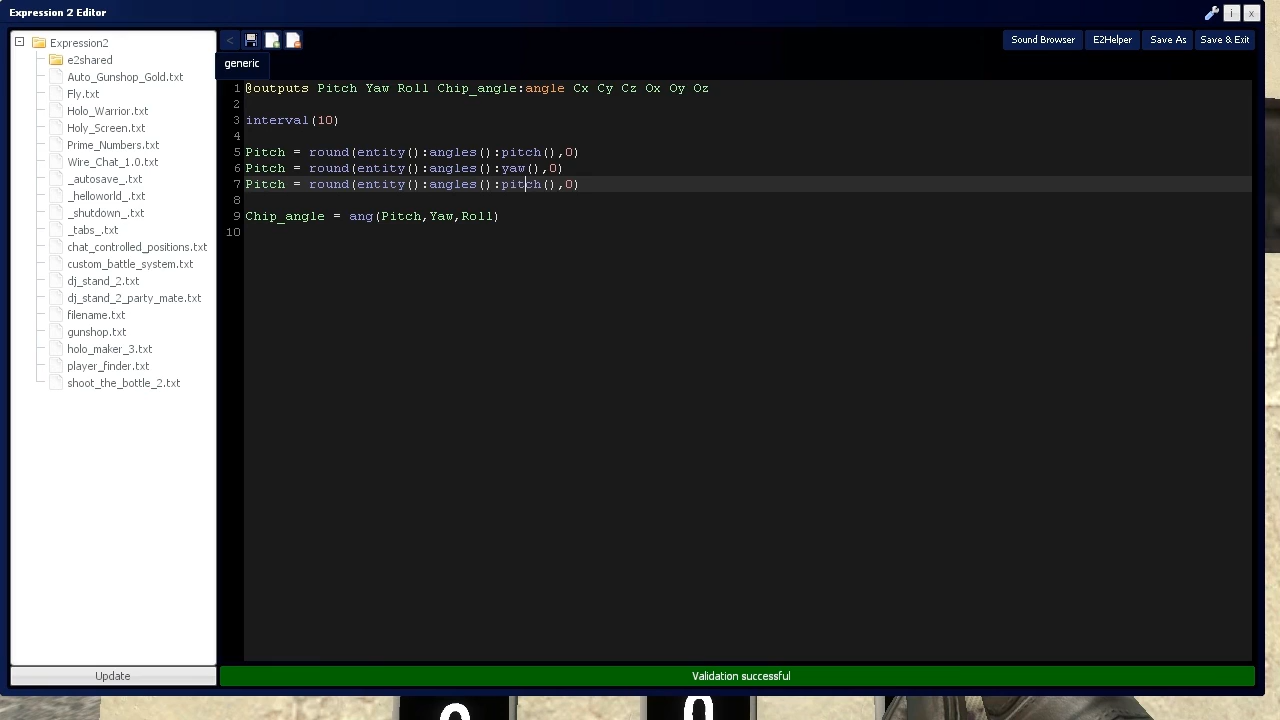 Expression 2 Editor
i
x
Expression2
e2shared
Auto_Gunshop_Gold.txt
Fly.txt
Holo_Warrior.txt
Holy_Screen.txt
Prime_Numbers.txt
Wire_Chat_1.0.txt
_autosave_.txt
_helloworld_.txt
_shutdown_.txt
_tabs_.txt
chat_controlled_positions.txt
custom_battle_system.txt
dj_stand_2.txt
dj_stand_2_party_mate.txt
filename.txt
gunshop.txt
holo_maker_3.txt
player_finder.txt
shoot_the_bottle_2.txt
Update
<
Sound Browser
E2Helper
Save As
Save & Exit
generic
1 @outputs Pitch Yaw Roll Chip_angle:angle Cx Cy Cz Ox Oy Oz
2
3 interval(10)
4
5 Pitch = round(entity():angles():pitch(),0)
6 Pitch = round(entity():angles():yaw(),0)
7 Pitch = round(entity():angles():pitch(),0)
8
9 Chip_angle = ang(Pitch,Yaw,Roll)
10
Validation successful
0
0